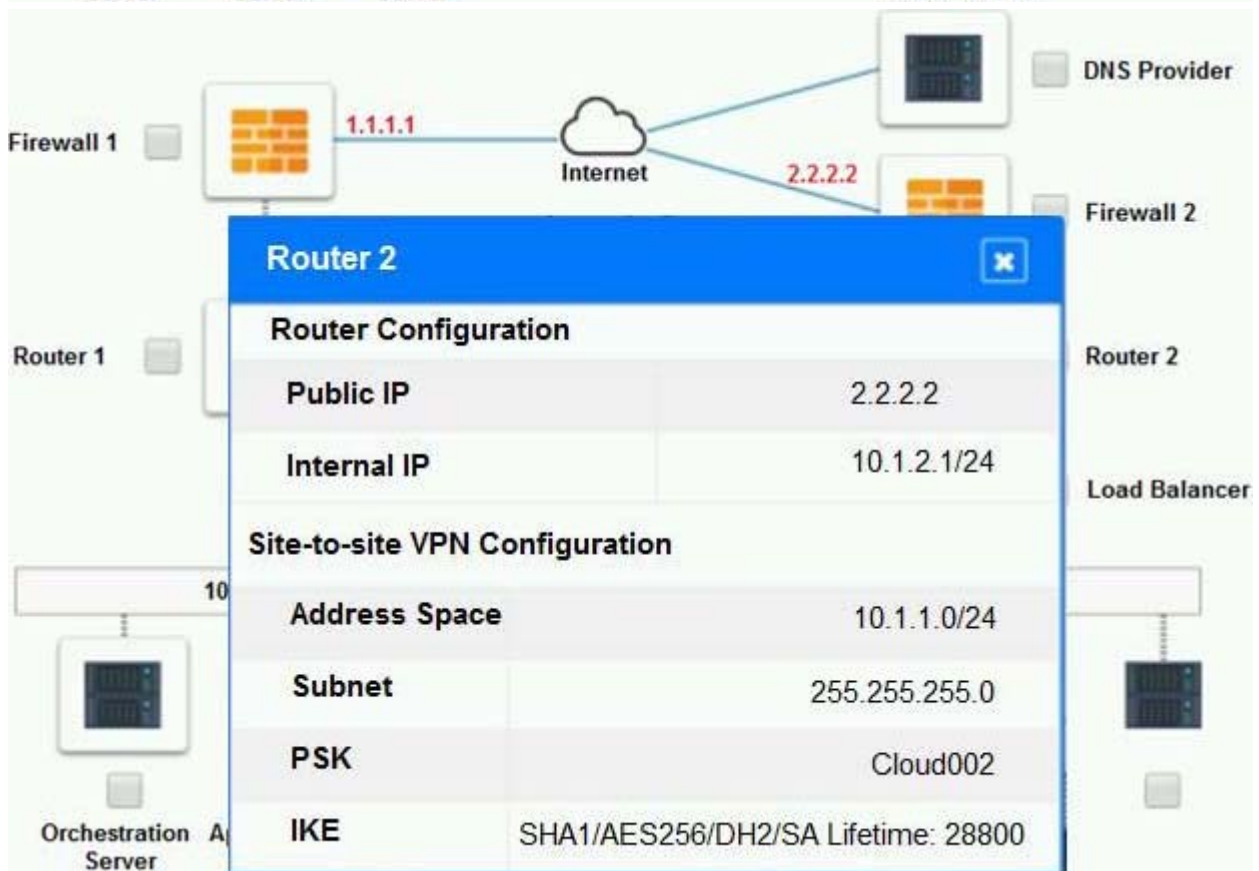 DNS Provider
Firewall 1
1.1.1.1
Internet
2.2.2.2
Firewall 2
Router 2
Router Configuration
Router 1
Router 2
Public IP 2.2.2.2
Internal IP 10.1.2.1/24
Load Balancer
Site-to-site VPN Configuration
10
Address Space 10.1.1.0/24
Subnet 255.255.255.0
PSK Cloud002
IKE SHA1/AES256/DH2/SA Lifetime: 28800
Orchestration
Server